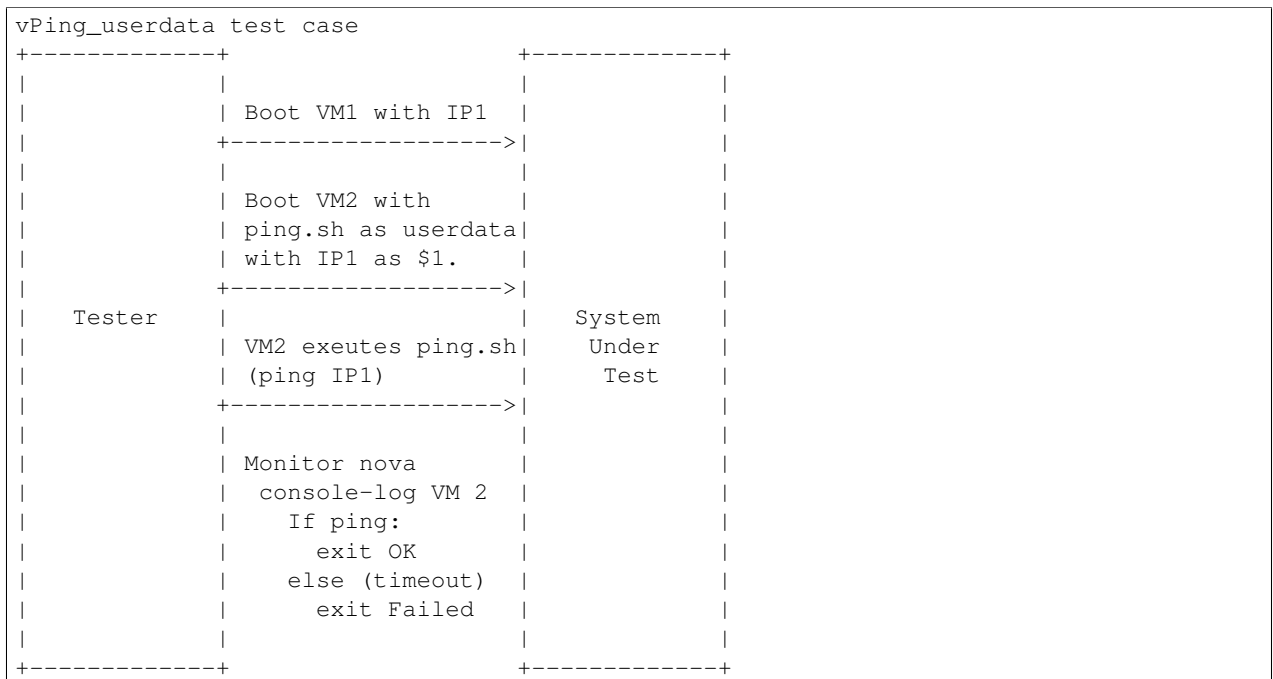 vPing_userdata test case
+-------------+                    +-------------+
|             |                    |             |
|             | Boot VM1 with IP1  |             |
|             +------------------->|             |
|             |                    |             |
|             | Boot VM2 with      |             |
|             | ping.sh as userdata|             |
|             | with IP1 as $1.    |             |
|             +------------------->|             |
|   Tester    |                    |   System    |
|             | VM2 exeutes ping.sh|    Under    |
|             | (ping IP1)         |     Test    |
|             +------------------->|             |
|             |                    |             |
|             | Monitor nova       |             |
|             |  console-log VM 2  |             |
|             |    If ping:        |             |
|             |      exit OK       |             |
|             |    else (timeout)  |             |
|             |      exit Failed   |             |
|             |                    |             |
+-------------+                    +-------------+